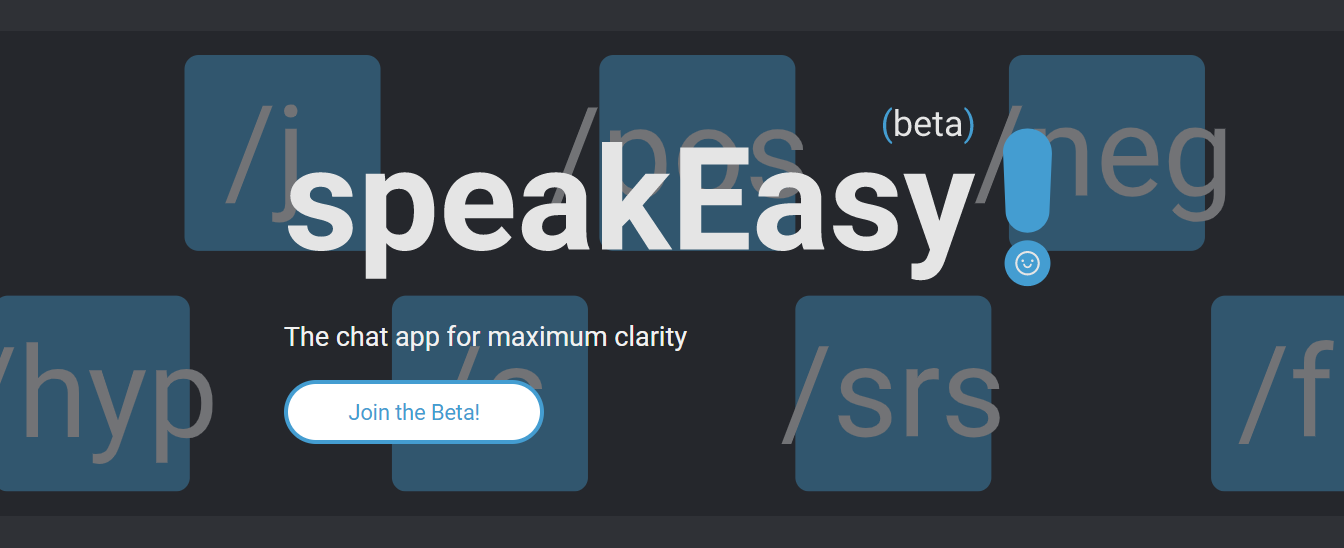 /j /pos /neg
(beta)
speakEasy!
The chat app for maximum clarity
/hyp /s /srs /f
Join the Beta!